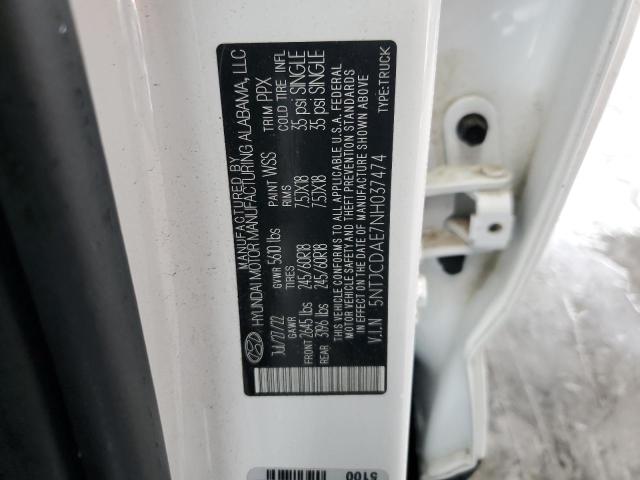 MANUFACTURED BY
HYUNDAI MOTOR MANUFACTURING ALABAMA, LLC
Jul/27/22 GVWR 5610 lbs PAINT WSS TRIM PPX
GAWR TIRES RIMS COLD TIRE INFL
FRONT 2645 lbs 245/60R18 7.5JX18 35 psi SINGLE
REAR 3196 lbs 245/60R18 7.5JX18 35 psi SINGLE
THIS VEHICLE CONFORMS TO ALL APPLICABLE U.S.A. FEDERAL
MOTOR VEHICLE SAFETY AND THEFT PREVENTION STANDARDS
IN EFFECT ON THE DATE OF MANUFACTURE SHOWN ABOVE
V.I.N 5NTJCDAE7NH037474 TYPE:TRUCK
5100